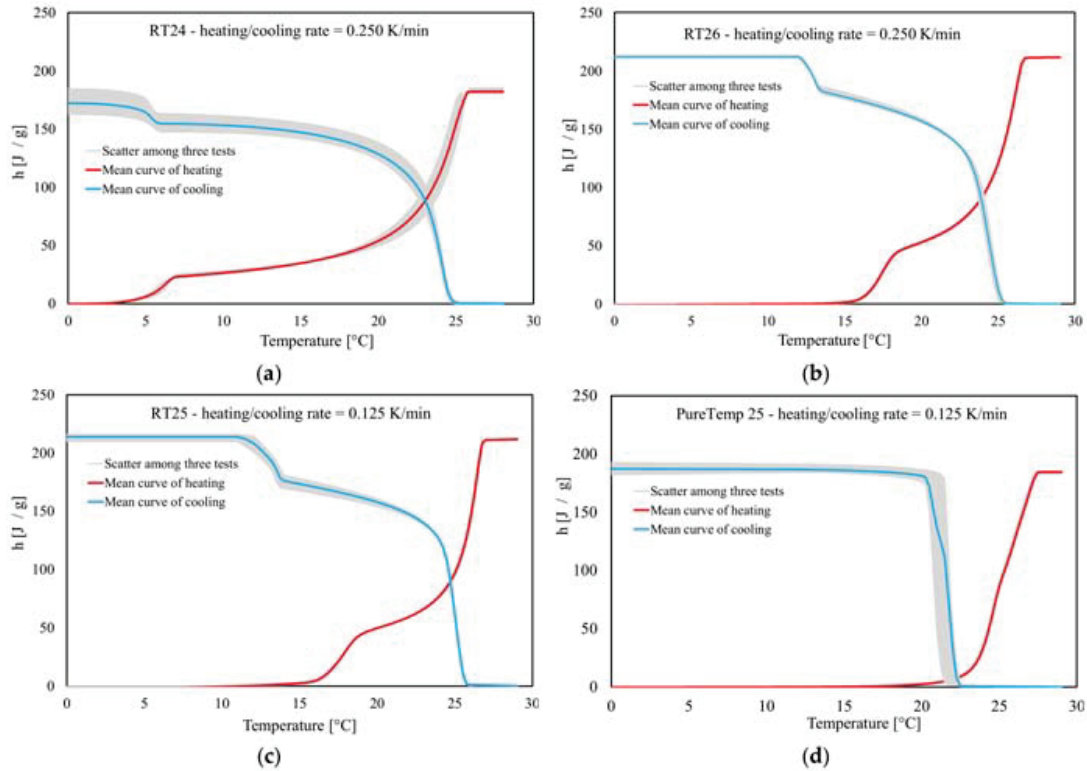 RT24 - heating/cooling rate = 0.250 K/min
h [J / g]
250
200
150
100
50
0
Scatter among three tests
Mean curve of heating
Mean curve of cooling
0 5 10 15 20 25 30
Temperature [°C]
(a)
RT26 - heating/cooling rate = 0.250 K/min
h [J / g]
250
200
150
100
50
0
Scatter among three tests
Mean curve of heating
Mean curve of cooling
0 5 10 15 20 25 30
Temperature [°C]
(b)
RT25 - heating/cooling rate = 0.125 K/min
h [J / g]
250
200
150
100
50
0
Scatter among three tests
Mean curve of heating
Mean curve of cooling
0 5 10 15 20 25 30
Temperature [°C]
(c)
PureTemp 25 - heating/cooling rate = 0.125 K/min
h [J / g]
250
200
150
100
50
0
Scatter among three tests
Mean curve of heating
Mean curve of cooling
0 5 10 15 20 25 30
Temperature [°C]
(d)